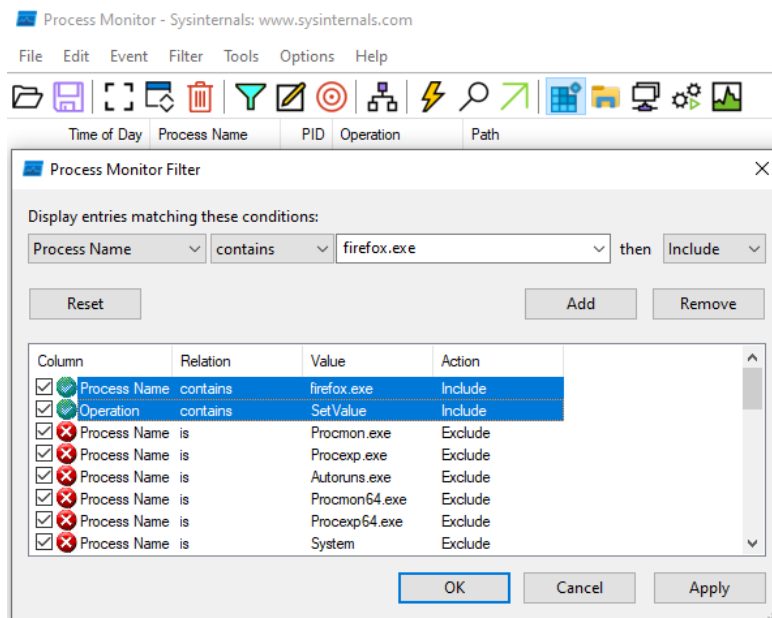 Process Monitor - Sysinternals: www.sysinternals.com
File Edit Event Filter Tools Options Help
Time of Day Process Name PID Operation Path
Process Monitor Filter
Display entries matching these conditions:
Process Name contains firefox.exe then Include
Reset Add Remove
Column Relation Value Action
Process Name contains firefox.exe Include
Operation contains SetValue Include
Process Name is Procmon.exe Exclude
Process Name is Procexp.exe Exclude
Process Name is Autoruns.exe Exclude
Process Name is Procmon64.exe Exclude
Process Name is Procexp64.exe Exclude
Process Name is System Exclude
OK Cancel Apply